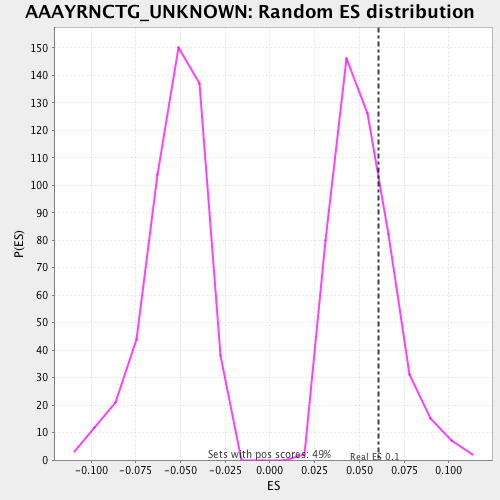 AAAYRNCTG_UNKNOWN: Random ES distribution
P(ES)
150
140
130
120
110
100
90
80
70
60
50
40
30
20
10
0
Sets with pos scores: 49%
Real ES 0.1
-0.100 -0.075 -0.050 -0.025 0.000 0.025 0.050 0.075 0.100
ES